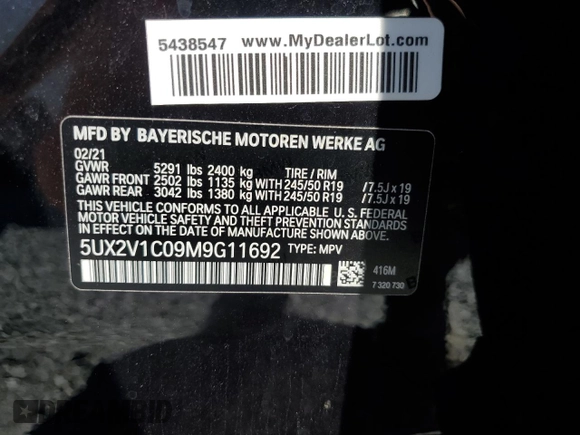 5438547 www.MyDealerLot.com
MFD BY BAYERISCHE MOTOREN WERKE AG
02/21
GVWR 5291 lbs 2400 kg TIRE / RIM
GAWR FRONT 2502 lbs 1135 kg WITH 245/50 R19 /7.5J x 19
GAWR REAR 3042 lbs 1380 kg WITH 245/50 R19 /7.5J x 19
THIS VEHICLE CONFORMS TO ALL APPLICABLE U. S. FEDERAL
MOTOR VEHICLE SAFETY AND THEFT PREVENTION STANDARDS
IN EFFECT ON THE DATE OF MANUFACTURE SHOWN ABOVE.
5UX2V1C09M9G11692 TYPE: MPV
416M
7 320 730 B
DREAMBID